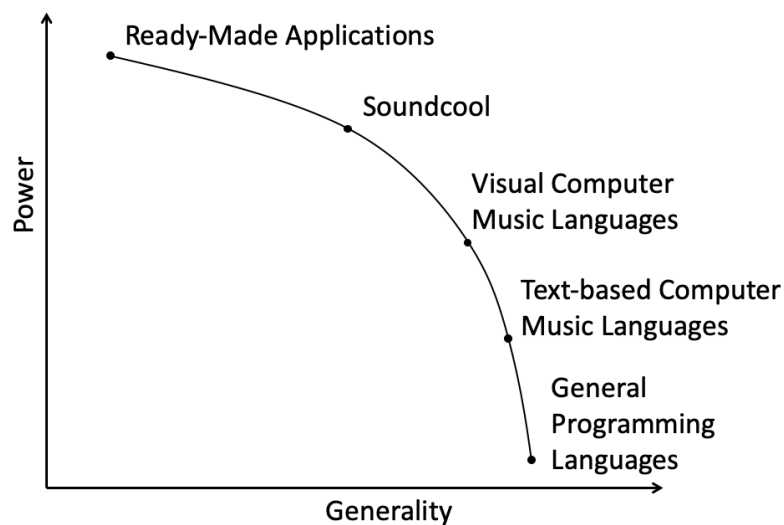 Ready-Made Applications
Soundcool
Visual Computer
Music Languages
Text-based Computer
Music Languages
General
Programming
Languages
Power
Generality